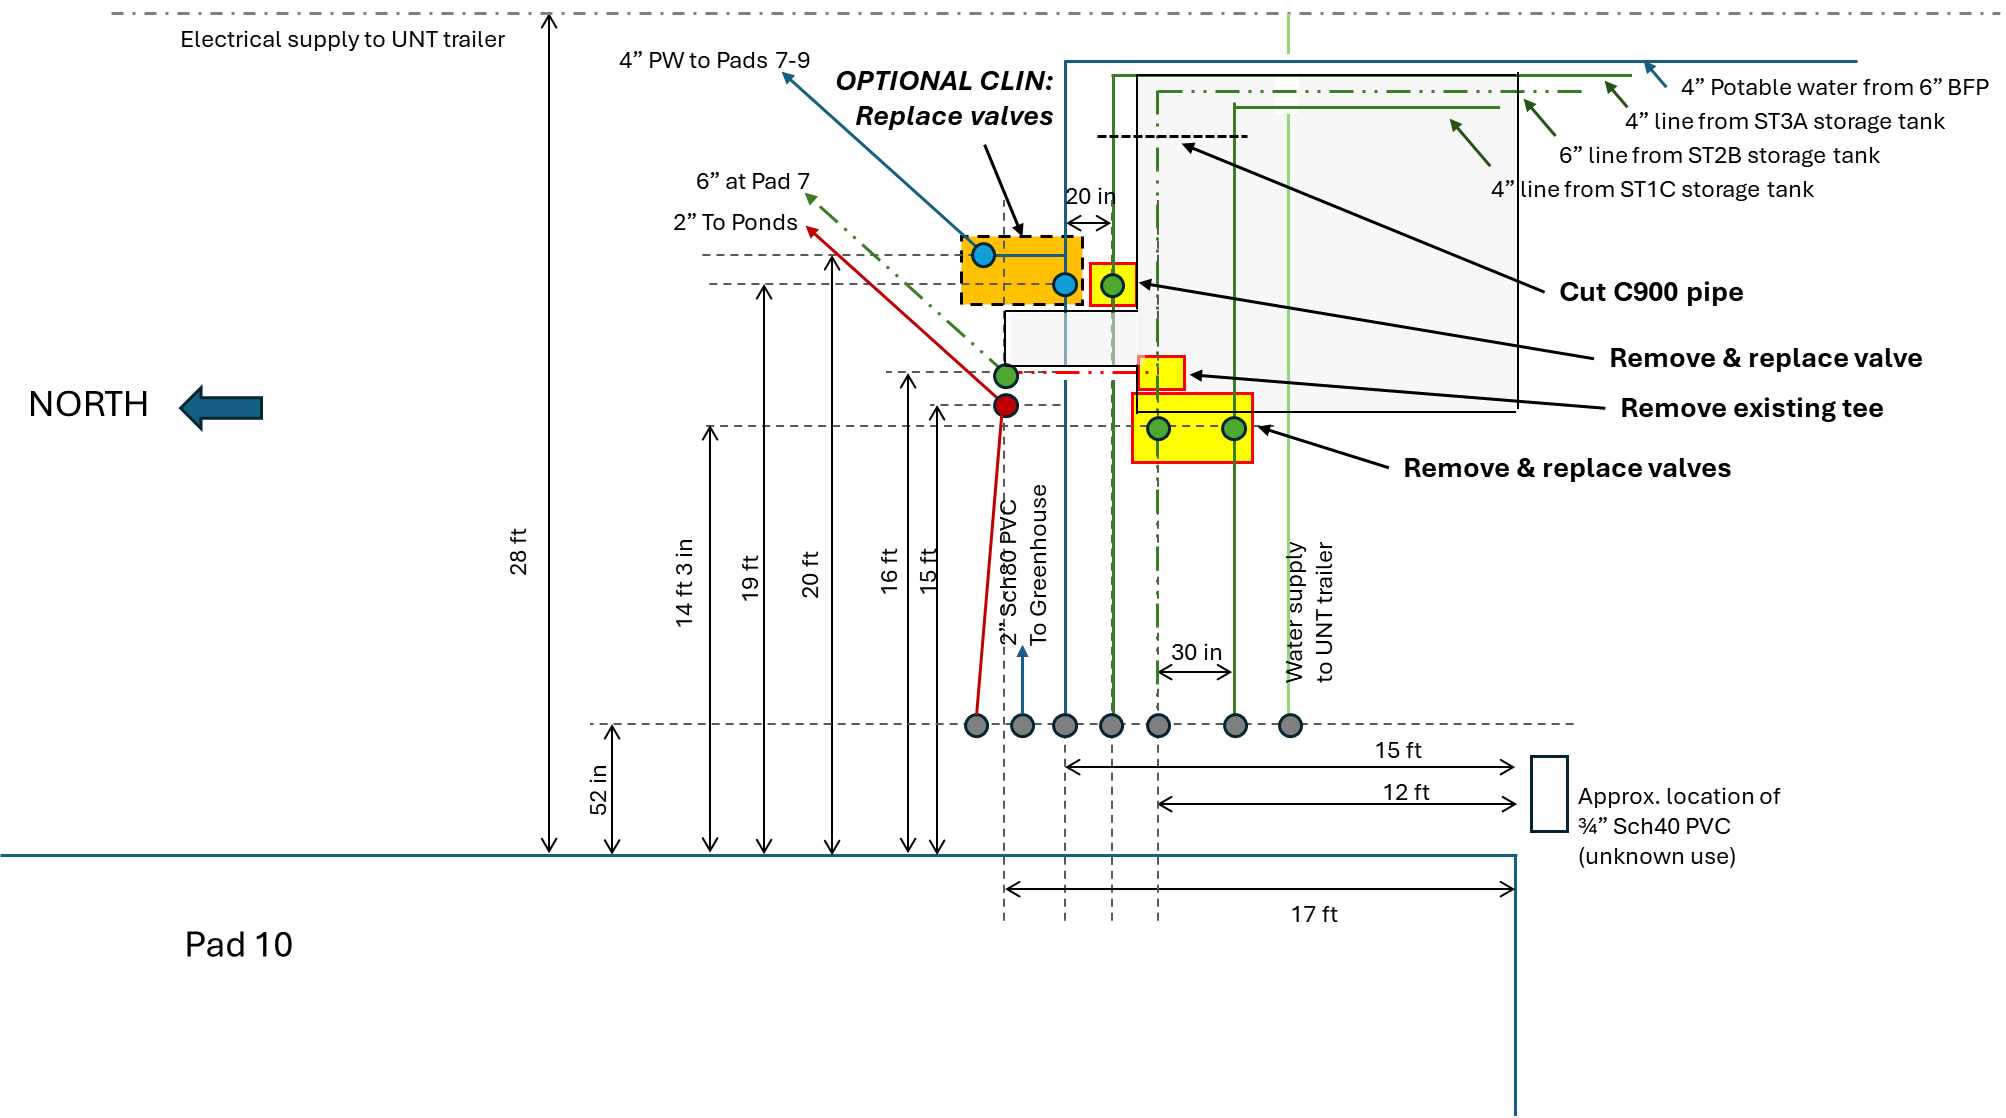 Electrical supply to UNT trailer
4” PW to Pads 7-9
OPTIONAL CLIN:
Replace valves
4” Potable water from 6” BFP
4” line from ST3A storage tank
6” line from ST2B storage tank
4” line from ST1C storage tank
6” at Pad 7
2” To Ponds
20 in
Cut C900 pipe
Remove & replace valve
Remove existing tee
Remove & replace valves
NORTH
28 ft
14 ft 3 in
19 ft
20 ft
16 ft
15 ft
2” Sch80 PVC
To Greenhouse
Water supply
to UNT trailer
30 in
52 in
15 ft
12 ft
Approx. location of
¾” Sch40 PVC
(unknown use)
17 ft
Pad 10